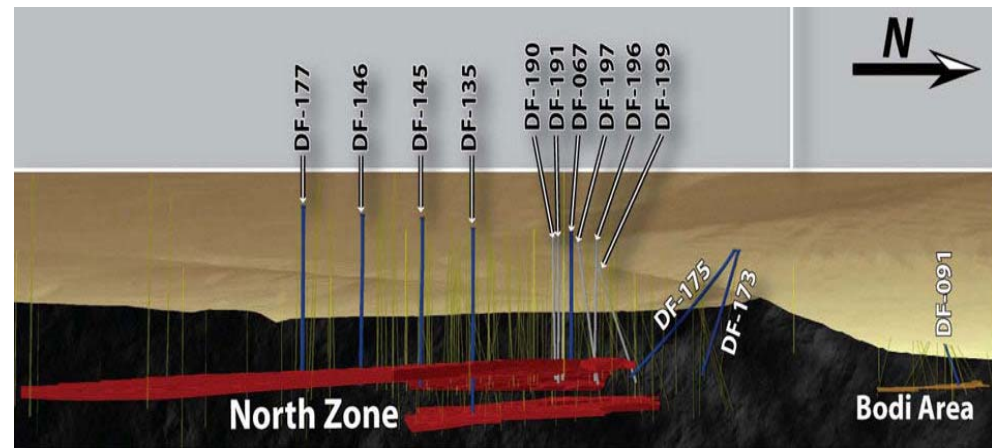 N
DF-177
DF-146
DF-145
DF-135
DF-190
DF-191
DF-067
DF-197
DF-196
DF-199
DF-175
DF-173
DF-091
North Zone
Bodi Area